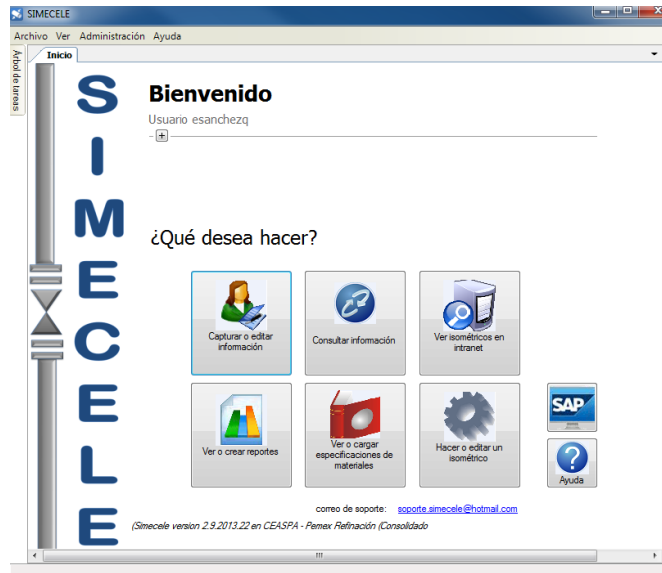 SIMECELE
Archivo Ver Administración Ayuda
Árbol de tareas
Inicio
SIMECELE
Bienvenido
Usuario esanchezq
¿Qué desea hacer?
Capturar o editar
información
Consultar información
Ver isométricos en
intranet
Ver o crear reportes
Ver o cargar
especificaciones de
materiales
Hacer o editar un
isométrico
SAP
Ayuda
correo de soporte: soporte.simecele@hotmail.com
(Simecele version 2.9.2013.22 en CEASPA - Pemex Refinación (Consolidado